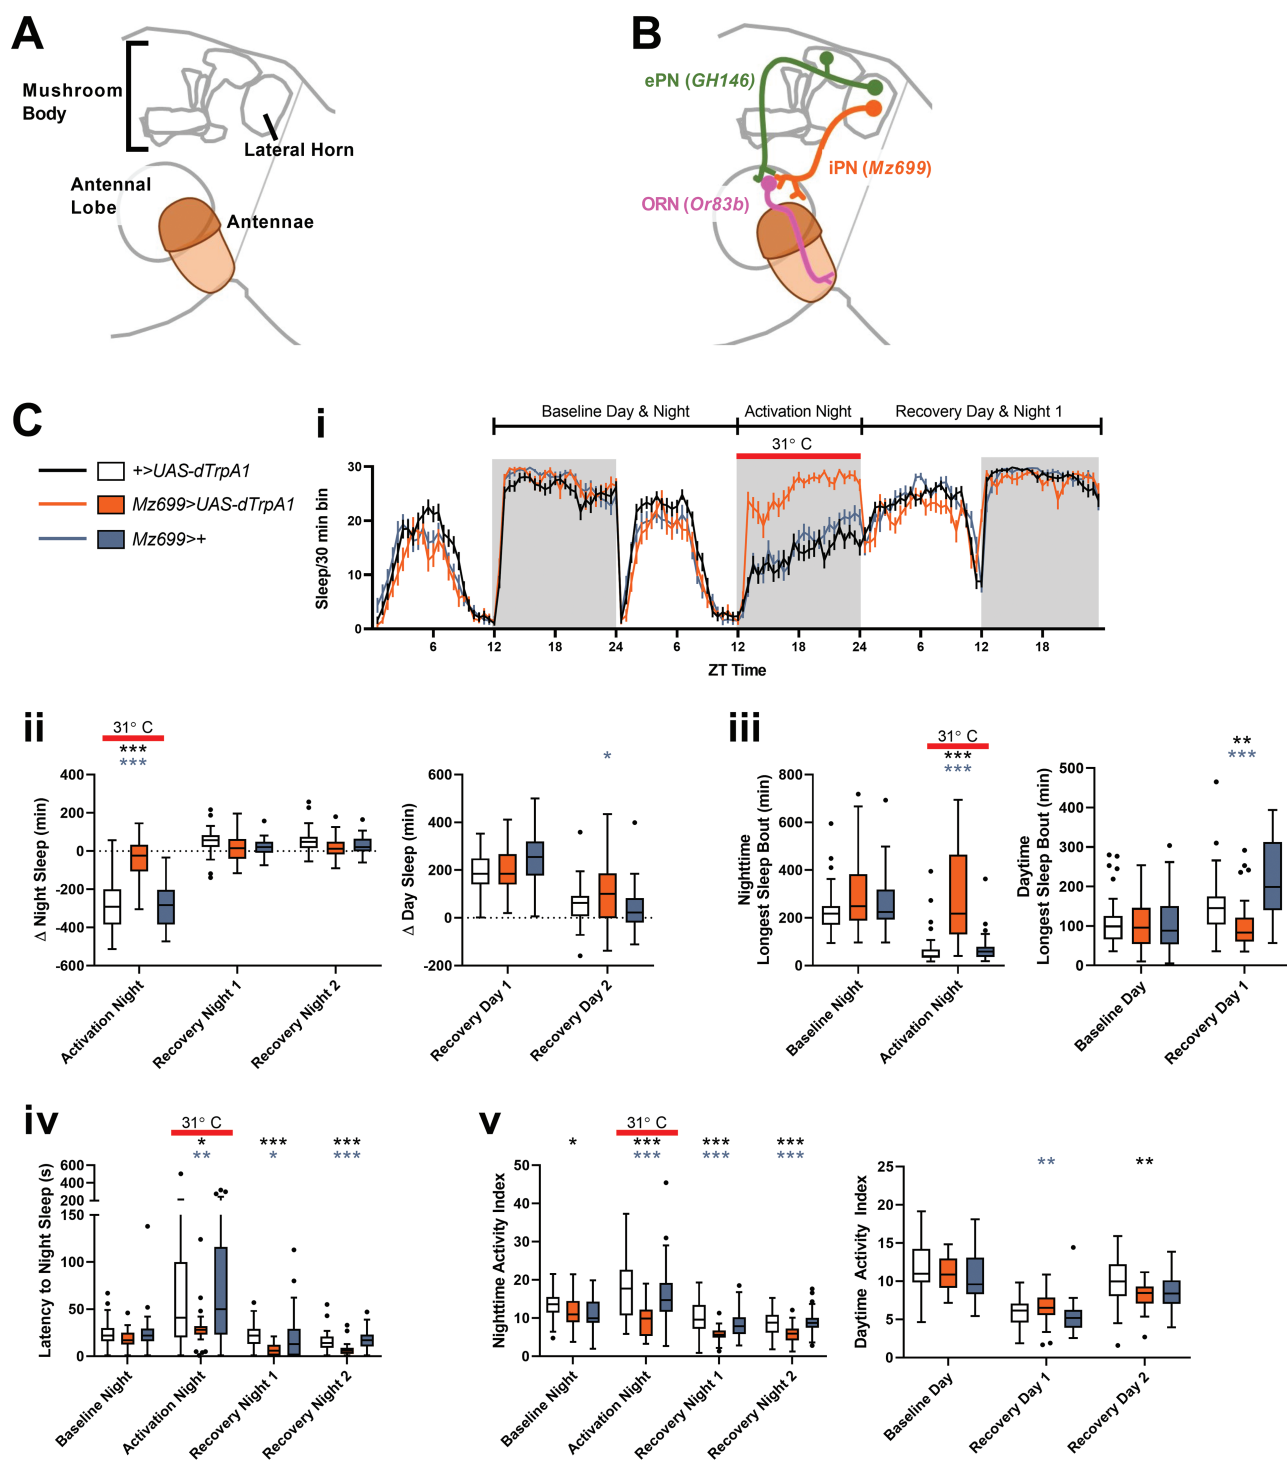 A
Mushroom
Body
Lateral Horn
Antennal
Lobe
Antennae
B
ePN (GH146)
iPN (Mz699)
ORN (Or83b)
C
+>UAS-dTrpA1
Mz699>UAS-dTrpA1
Mz699>+
i
Baseline Day & Night
Activation Night
Recovery Day & Night 1
31° C
Sleep/30 min bin
30
20
10
0
6
12
18
24
6
12
18
24
6
12
18
ZT Time
ii
31° C
***
***
Δ Night Sleep (min)
400
200
0
-200
-400
-600
Activation Night
Recovery Night 1
Recovery Night 2
*
Δ Day Sleep (min)
600
400
200
0
-200
Recovery Day 1
Recovery Day 2
iii
31° C
***
***
Nighttime
Longest Sleep Bout (min)
800
600
400
200
0
Baseline Night
Activation Night
**
***
Daytime
Longest Sleep Bout (min)
500
400
300
200
100
0
Baseline Day
Recovery Day 1
iv
31° C
*
**
***
*
***
***
Latency to Night Sleep (s)
600
400
200
150
100
50
0
Baseline Night
Activation Night
Recovery Night 1
Recovery Night 2
v
31° C
*
***
***
***
***
***
***
Nighttime Activity Index
50
40
30
20
10
0
Baseline Night
Activation Night
Recovery Night 1
Recovery Night 2
**
**
Daytime Activity Index
25
20
15
10
5
0
Baseline Day
Recovery Day 1
Recovery Day 2